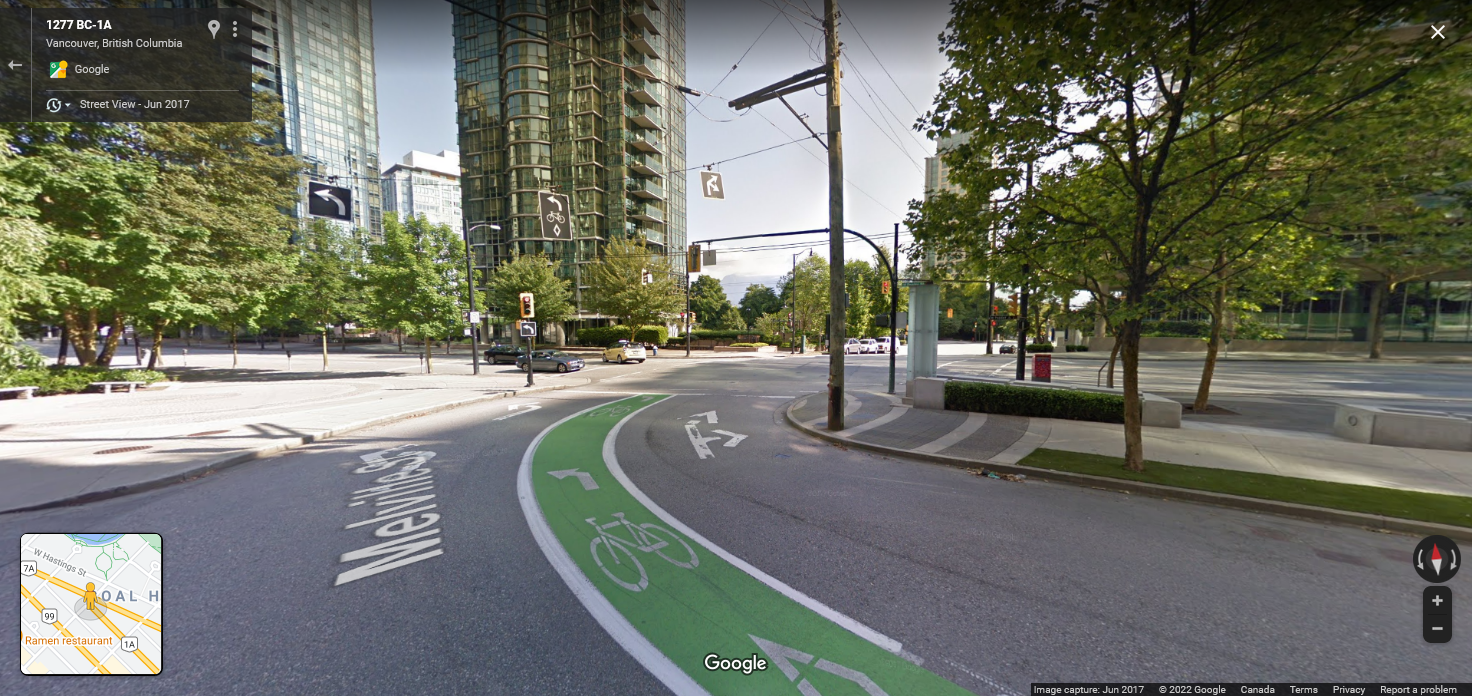 1277 BC-1A
Vancouver, British Columbia
Google
Street View - Jun 2017
Melville St
W Hastings St
7A
OAL H
99
Ramen restaurant
1A
Google
Image capture: Jun 2017 © 2022 Google Canada Terms Privacy Report a problem